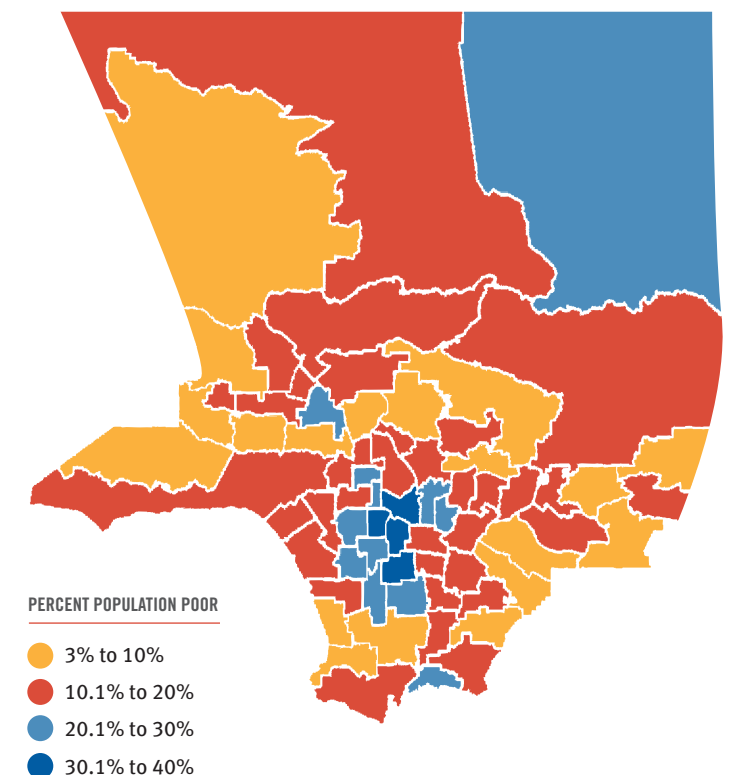 PERCENT POPULATION POOR
3% to 10%
10.1% to 20%
20.1% to 30%
30.1% to 40%